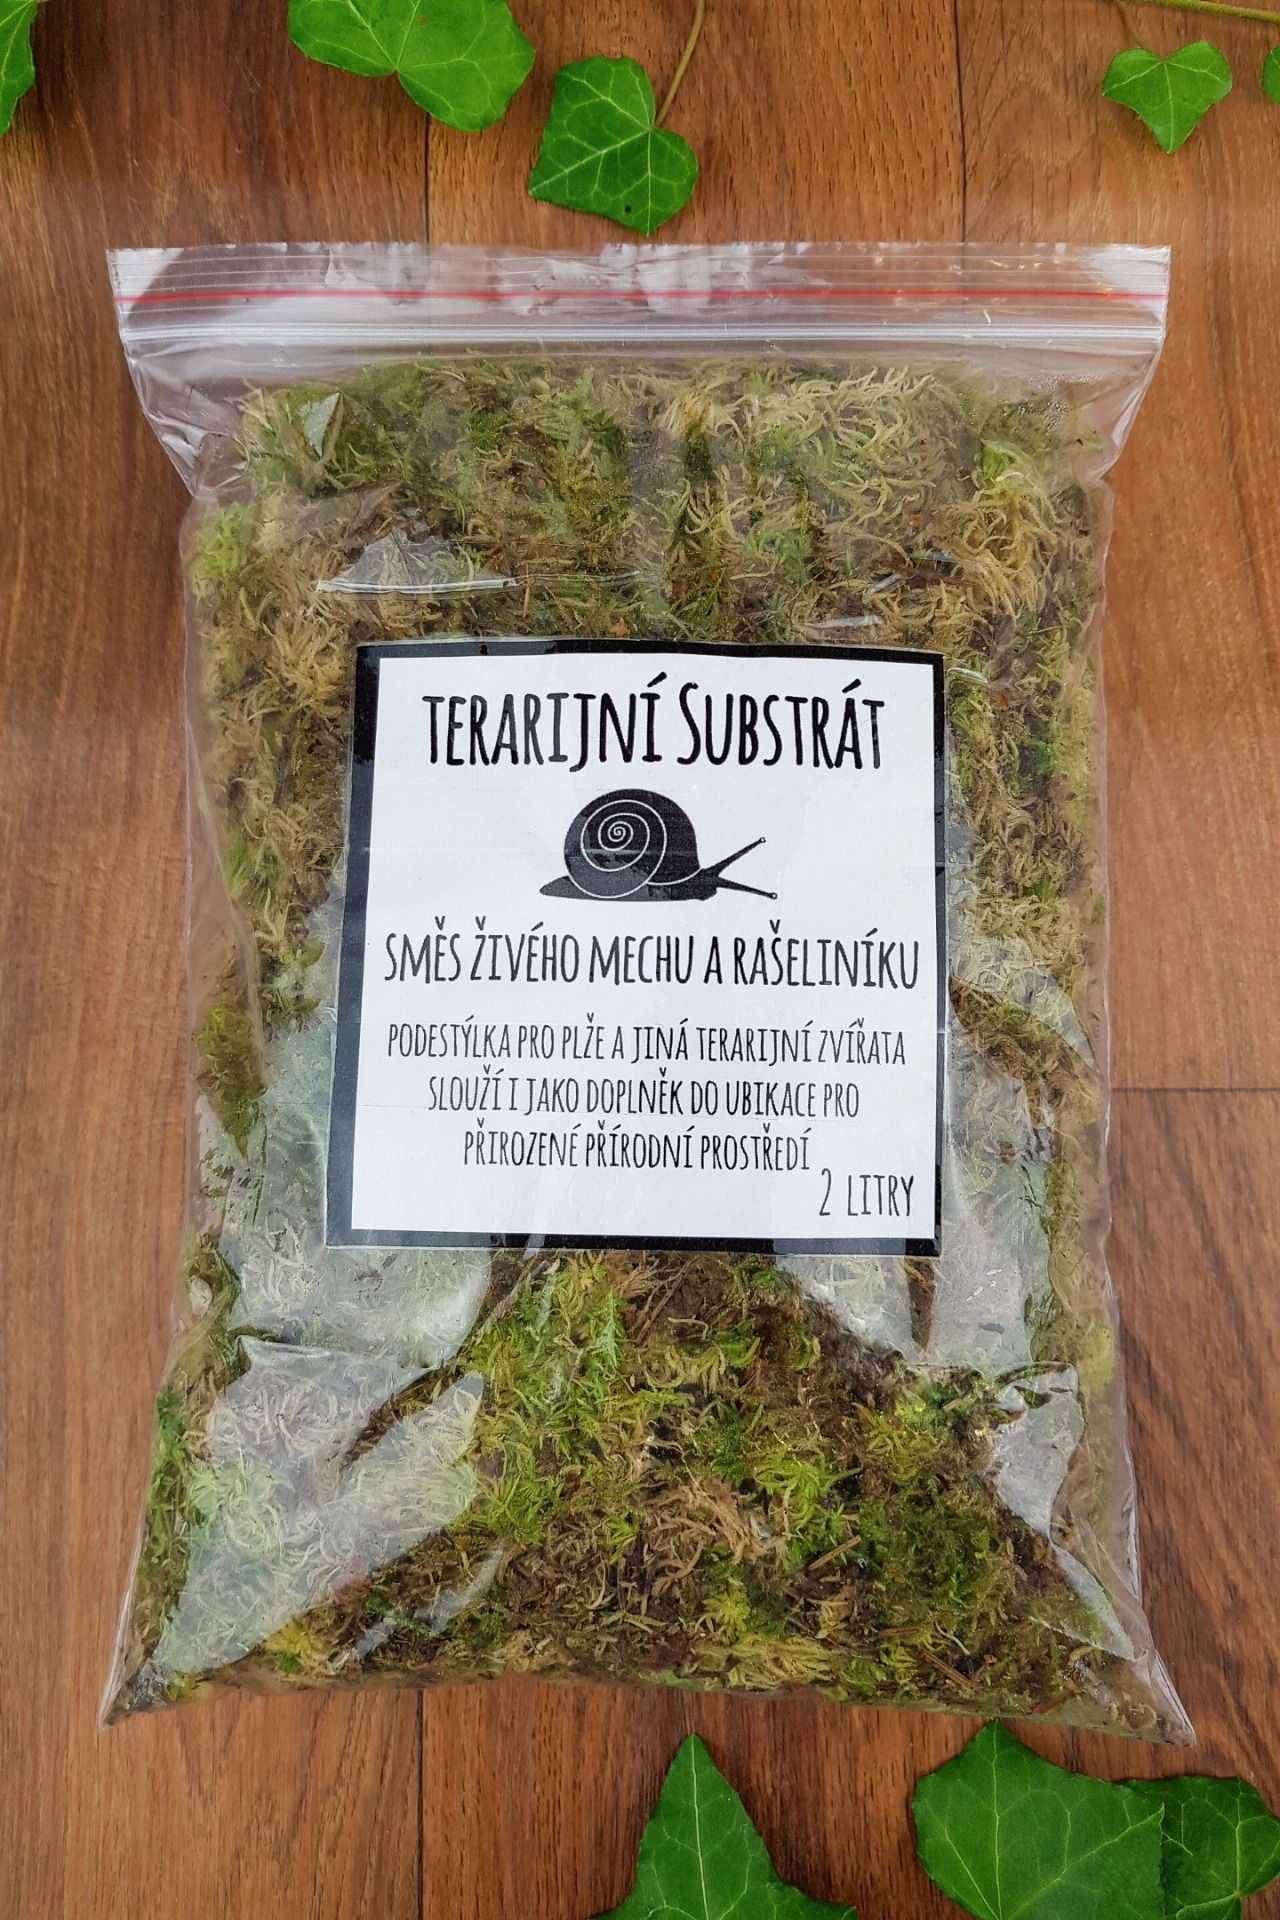 TERARIJNÍ SUBSTRÁT
SMĚS ŽIVÉHO MECHU A RAŠELINÍKU
PODESTÝLKA PRO PLŽE A JINÁ TERARIJNÍ ZVÍŘATA
SLOUŽÍ I JAKO DOPLNĚK DO UBIKACE PRO
PŘIROZENÉ PŘÍRODNÍ PROSTŘEDÍ
2 LITRY